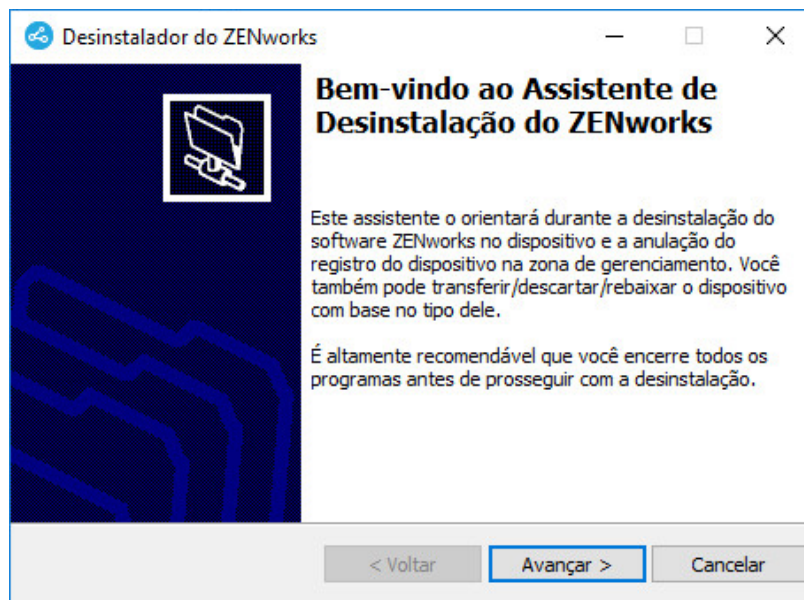 Desinstalador do ZENworks
Bem-vindo ao Assistente de
Desinstalação do ZENworks
Este assistente o orientará durante a desinstalação do
software ZENworks no dispositivo e a anulação do
registro do dispositivo na zona de gerenciamento. Você
também pode transferir/descartar/rebaixar o dispositivo
com base no tipo dele.
É altamente recomendável que você encerre todos os
programas antes de prosseguir com a desinstalação.
< Voltar
Avançar >
Cancelar